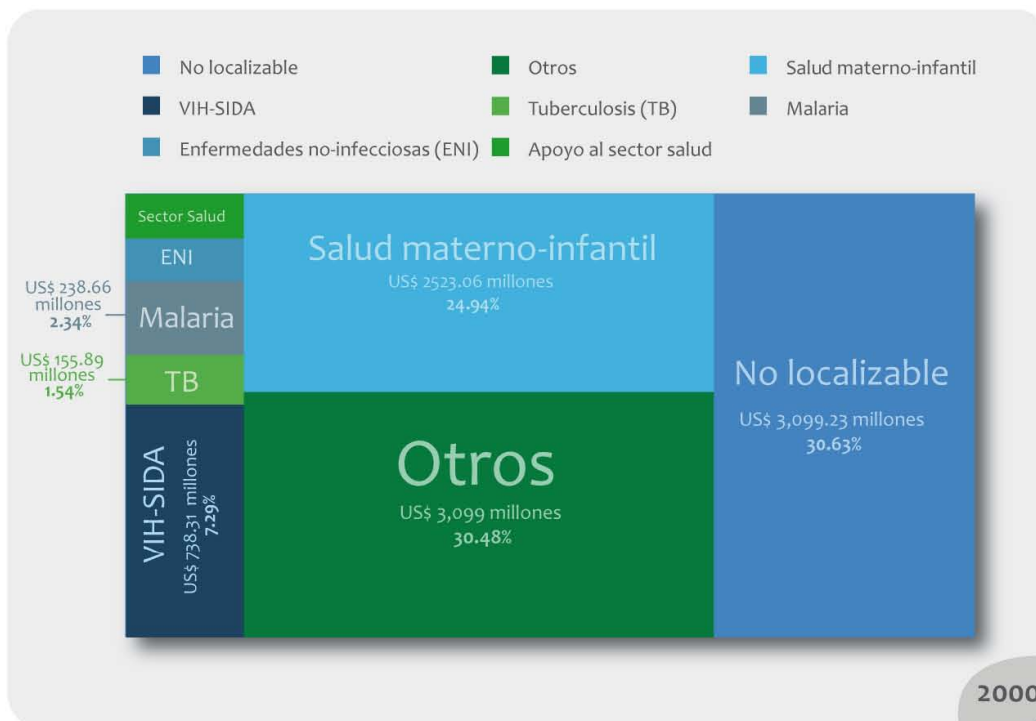 No localizable
Otros
Salud materno-infantil
VIH-SIDA
Tuberculosis (TB)
Malaria
Enfermedades no-infecciosas (ENI)
Apoyo al sector salud
Sector Salud
ENI
US$ 238.66
millones
2.34%
Malaria
US$ 155.89
millones
1.54%
TB
VIH-SIDA
US$ 738.31 millones
7.29%
Salud materno-infantil
US$ 2523.06 millones
24.94%
Otros
US$ 3,099 millones
30.48%
No localizable
US$ 3,099.23 millones
30.63%
2000